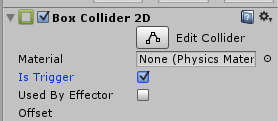 Box Collider 2D
Edit Collider
Material None (Physics Mater
Is Trigger
Used By Effector
Offset